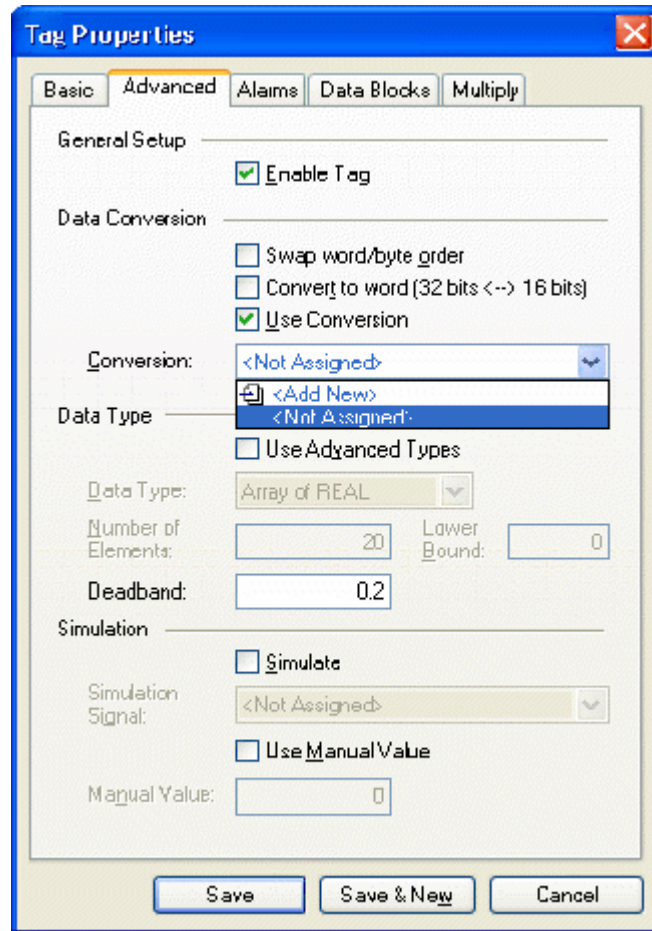 Tag Properties
Basic Advanced Alarms Data Blocks Multiply
General Setup
Enable Tag
Data Conversion
Swap word/byte order
Convert to word (32 bits <--> 16 bits)
Use Conversion
Conversion: <Not Assigned>
<Add New>
<Not Assigned>
Data Type
Use Advanced Types
Data Type: Array of REAL
Number of Elements: 20 Lower Bound: 0
Deadband: 0.2
Simulation
Simulate
Simulation Signal: <Not Assigned>
Use Manual Value
Manual Value: 0
Save Save & New Cancel